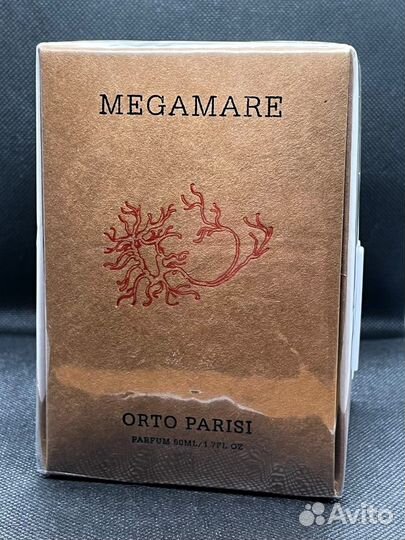 MEGAMARE
ORTO PARISI
PARFUM 50ML/1.7FL OZ
Avito